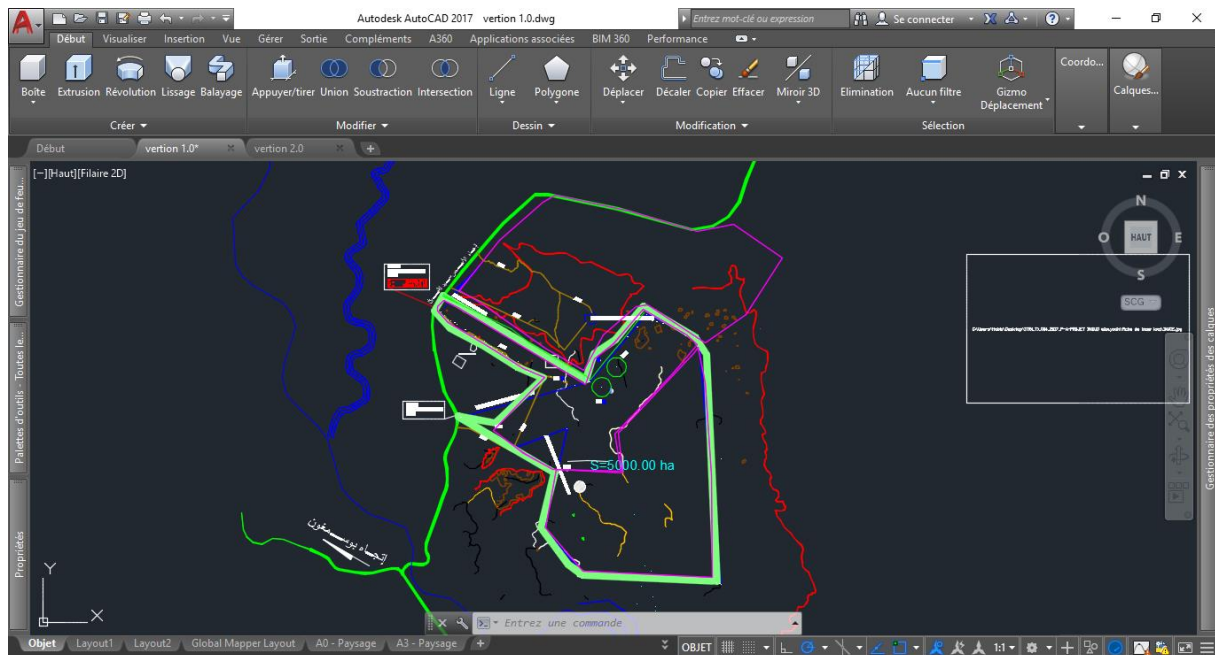 Autodesk AutoCAD 2017 vertion 1.0.dwg
Entrez mot-clé ou expression
Se connecter
Début Visualiser Insertion Vue Gérer Sortie Compléments A360 Applications associées BIM 360 Performance
Boîte Extrusion Révolution Lissage Balayage Appuyer/tirer Union Soustraction Intersection Ligne Polygone Déplacer Décaler Copier Effacer Miroir 3D Elimination Aucun filtre Gizmo Déplacement Coordo... Calques...
Créer Modifier Dessin Modification Sélection
Début vertion 1.0* vertion 2.0
[−][Haut][Filaire 2D]
Gestionnaire du jeu de feu...
Palettes d'outils - Toutes le...
Propriétés
Gestionnaire des propriétés des calques
N
O HAUT E
S
SCG
S=5000.00 ha
إتجاه بوسمغون
Y
X
Entrez une commande
Objet Layout1 Layout2 Global Mapper Layout A0 - Paysage A3 - Paysage
OBJET 1:1